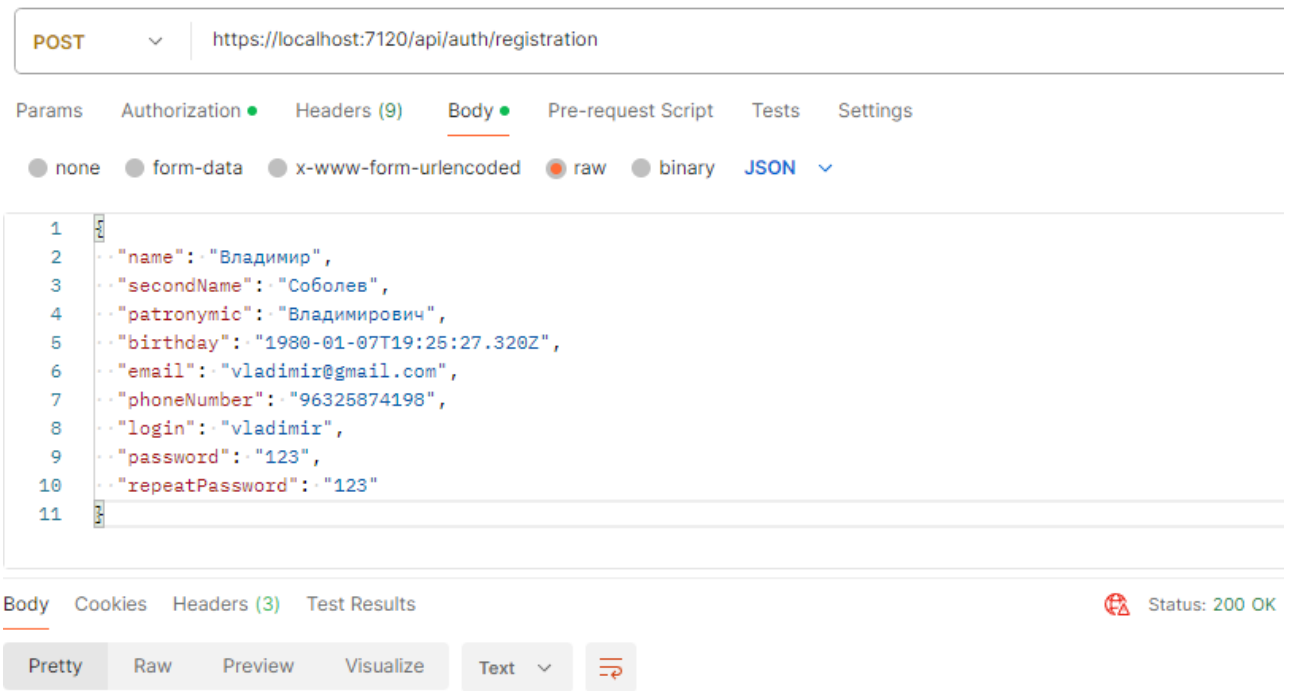 POST https://localhost:7120/api/auth/registration
Params Authorization Headers (9) Body Pre-request Script Tests Settings
none form-data x-www-form-urlencoded raw binary JSON
1 {
2 "name": "Владимир",
3 "secondName": "Соболев",
4 "patronymic": "Владимирович",
5 "birthday": "1980-01-07T19:25:27.320Z",
6 "email": "vladimir@gmail.com",
7 "phoneNumber": "96325874198",
8 "login": "vladimir",
9 "password": "123",
10 "repeatPassword": "123"
11 }
Body Cookies Headers (3) Test Results Status: 200 OK
Pretty Raw Preview Visualize Text